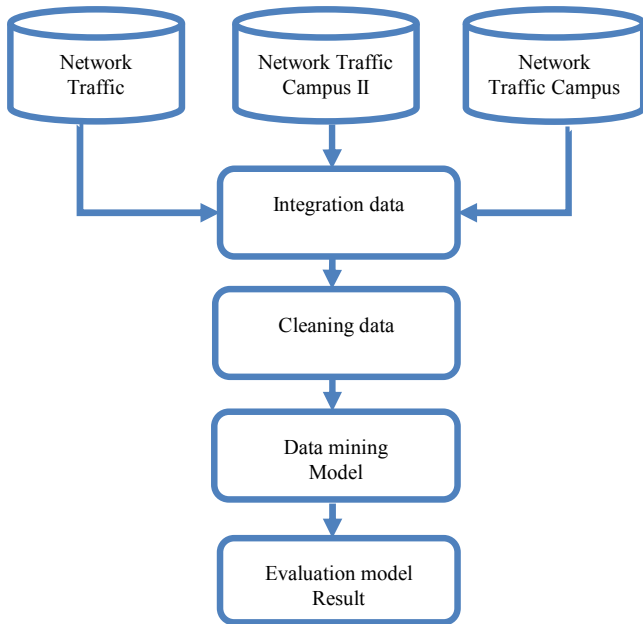 Network
Traffic
Network Traffic
Campus II
Network
Traffic Campus
Integration data
Cleaning data
Data mining
Model
Evaluation model
Result